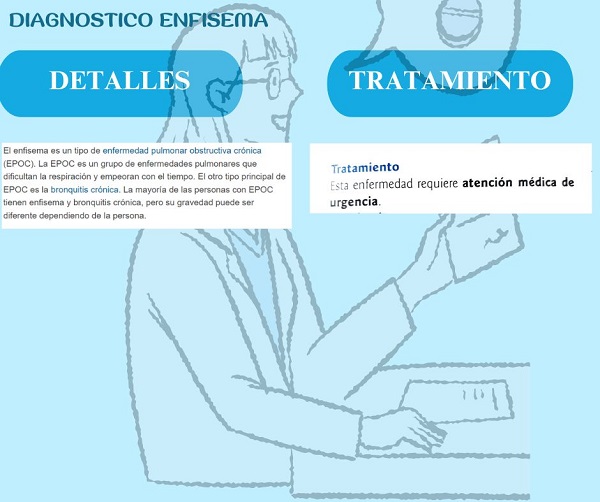 DIAGNOSTICO ENFISEMA
DETALLES
El enfisema es un tipo de enfermedad pulmonar obstructiva crónica
(EPOC). La EPOC es un grupo de enfermedades pulmonares que
dificultan la respiración y empeoran con el tiempo. El otro tipo principal de
EPOC es la bronquitis crónica. La mayoría de las personas con EPOC
tienen enfisema y bronquitis crónica, pero su gravedad puede ser
diferente dependiendo de la persona.
TRATAMIENTO
Tratamiento
Esta enfermedad requiere atención médica de
urgencia.